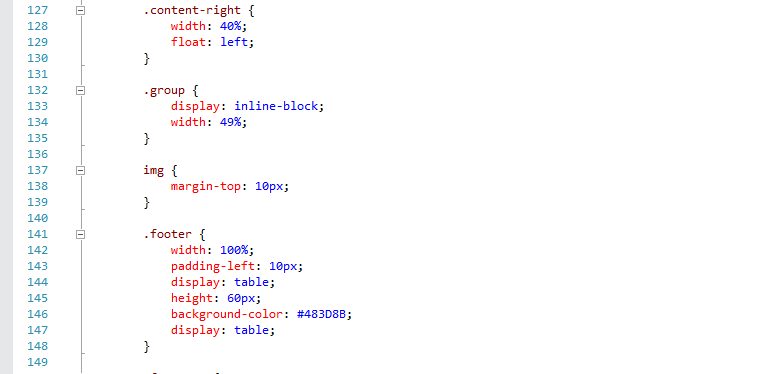 127 .content-right {
128 width: 40%;
129 float: left;
130 }
131
132 .group {
133 display: inline-block;
134 width: 49%;
135 }
136
137 img {
138 margin-top: 10px;
139 }
140
141 .footer {
142 width: 100%;
143 padding-left: 10px;
144 display: table;
145 height: 60px;
146 background-color: #483D8B;
147 display: table;
148 }
149